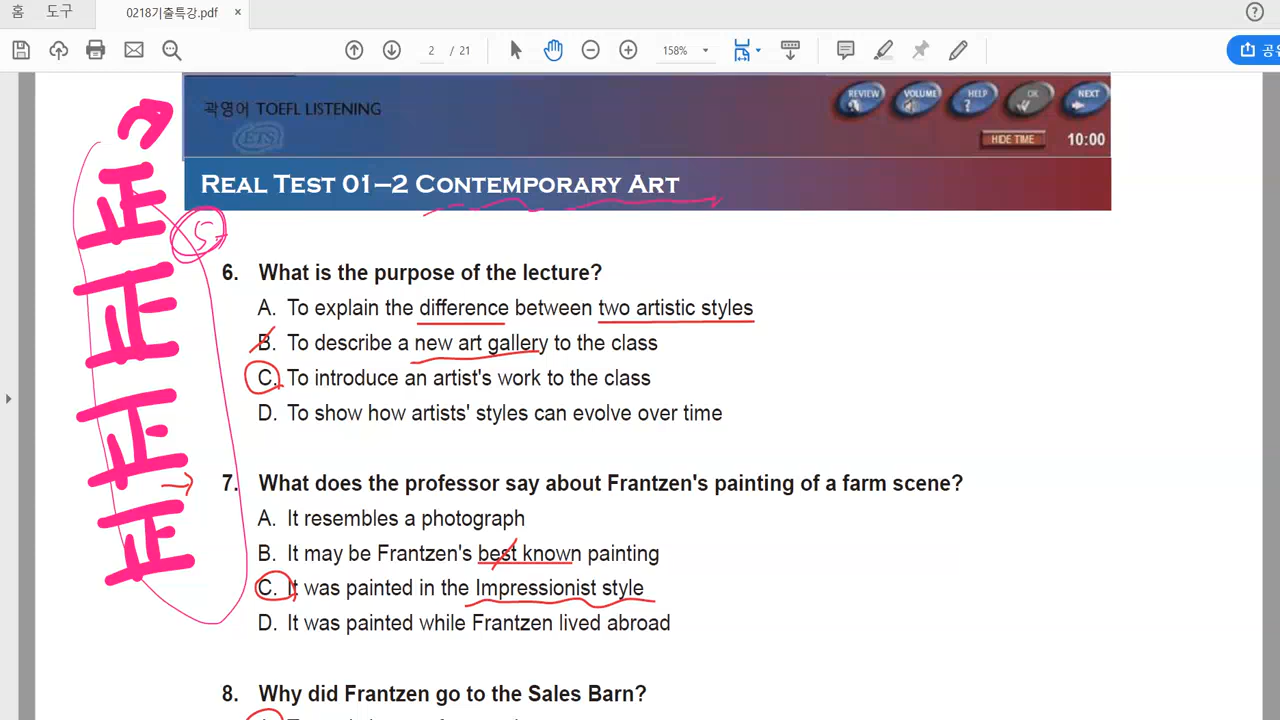 홈 도구 0218기출특강.pdf ×
2 / 21 158% 공유
곽영어 TOEFL LISTENING
ETS
REVIEW VOLUME HELP OK NEXT
HIDE TIME 10:00
REAL TEST 01–2 CONTEMPORARY ART
正
5
正
正
正
6. What is the purpose of the lecture?
A. To explain the difference between two artistic styles
B. To describe a new art gallery to the class
C. To introduce an artist's work to the class
D. To show how artists' styles can evolve over time
7. What does the professor say about Frantzen's painting of a farm scene?
A. It resembles a photograph
B. It may be Frantzen's best known painting
C. It was painted in the Impressionist style
D. It was painted while Frantzen lived abroad
8. Why did Frantzen go to the Sales Barn?